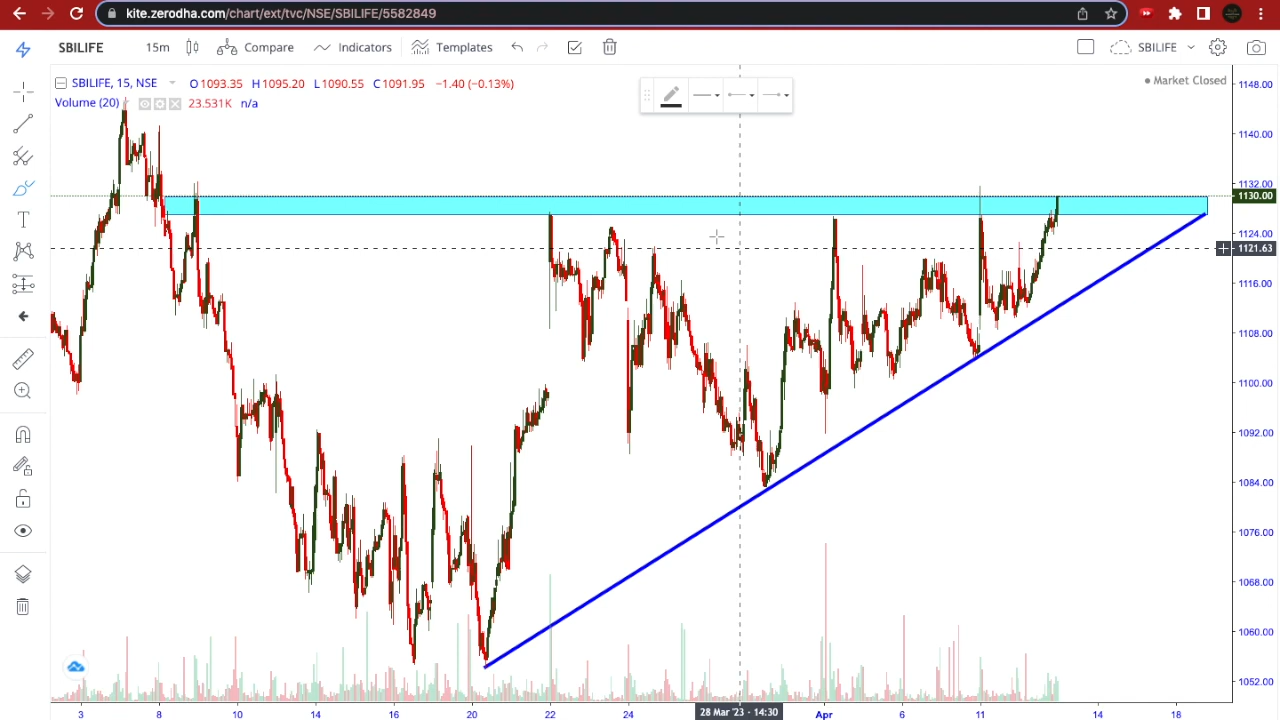 kite.zerodha.com/chart/ext/tvc/NSE/SBILIFE/5582849
SBILIFE 15m Compare Indicators Templates SBILIFE
SBILIFE, 15, NSE O1093.35 H1095.20 L1090.55 C1091.95 −1.40 (−0.13%)
Market Closed
Volume (20) 23.531K n/a
1148.00
1140.00
1132.00
1130.00
1124.00
1121.63
1116.00
1108.00
1100.00
1092.00
1084.00
1076.00
1068.00
1060.00
1052.00
3 8 10 14 16 20 22 24 28 Mar '23 - 14:30 Apr 6 11 14 18